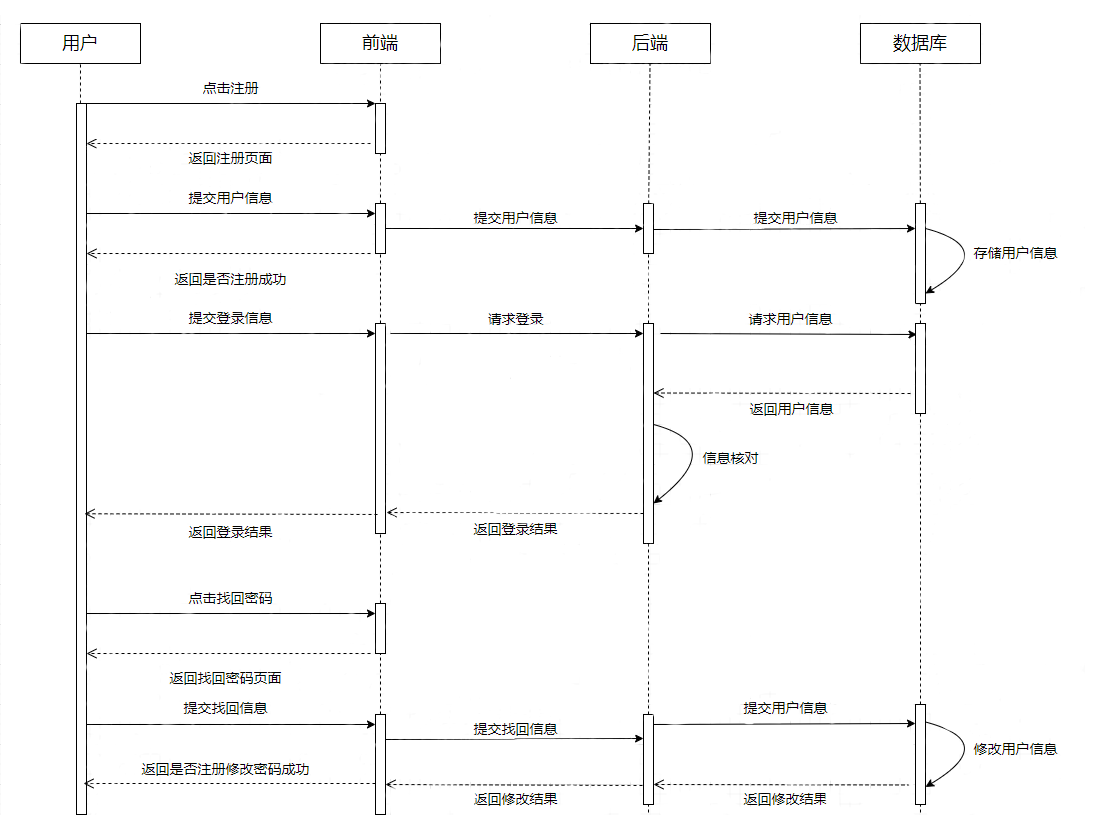 用户
前端
后端
数据库
点击注册
返回注册页面
提交用户信息
提交用户信息
提交用户信息
存储用户信息
返回是否注册成功
提交登录信息
请求登录
请求用户信息
返回用户信息
信息核对
返回登录结果
返回登录结果
点击找回密码
返回找回密码页面
提交找回信息
提交找回信息
提交用户信息
修改用户信息
返回是否注册修改密码成功
返回修改结果
返回修改结果